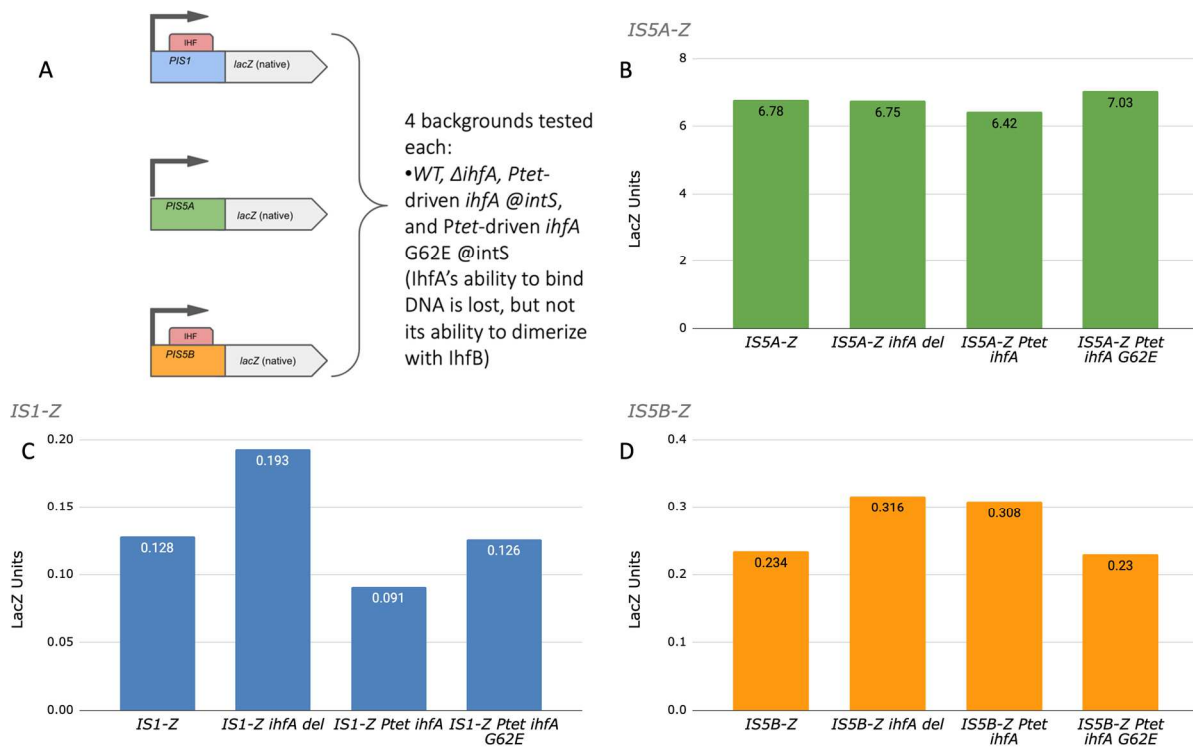 A
IHF
PIS1
lacZ (native)
PIS5A
lacZ (native)
IHF
PIS5B
lacZ (native)
4 backgrounds tested
each:
•WT, ΔihfA, Ptet-
driven ihfA @intS,
and Ptet-driven ihfA
G62E @intS
(IhfA’s ability to bind
DNA is lost, but not
its ability to dimerize
with IhfB)
IS5A-Z
B
LacZ Units
8
6
4
2
0
6.78
6.75
6.42
7.03
IS5A-Z
IS5A-Z ihfA del
IS5A-Z Ptet
ihfA
IS5A-Z Ptet
ihfA G62E
IS1-Z
C
LacZ Units
0.20
0.15
0.10
0.05
0.00
0.128
0.193
0.091
0.126
IS1-Z
IS1-Z ihfA del
IS1-Z Ptet ihfA
IS1-Z Ptet ihfA
G62E
IS5B-Z
D
LacZ Units
0.4
0.3
0.2
0.1
0.0
0.234
0.316
0.308
0.23
IS5B-Z
IS5B-Z ihfA del
IS5B-Z Ptet
ihfA
IS5B-Z Ptet
ihfA G62E